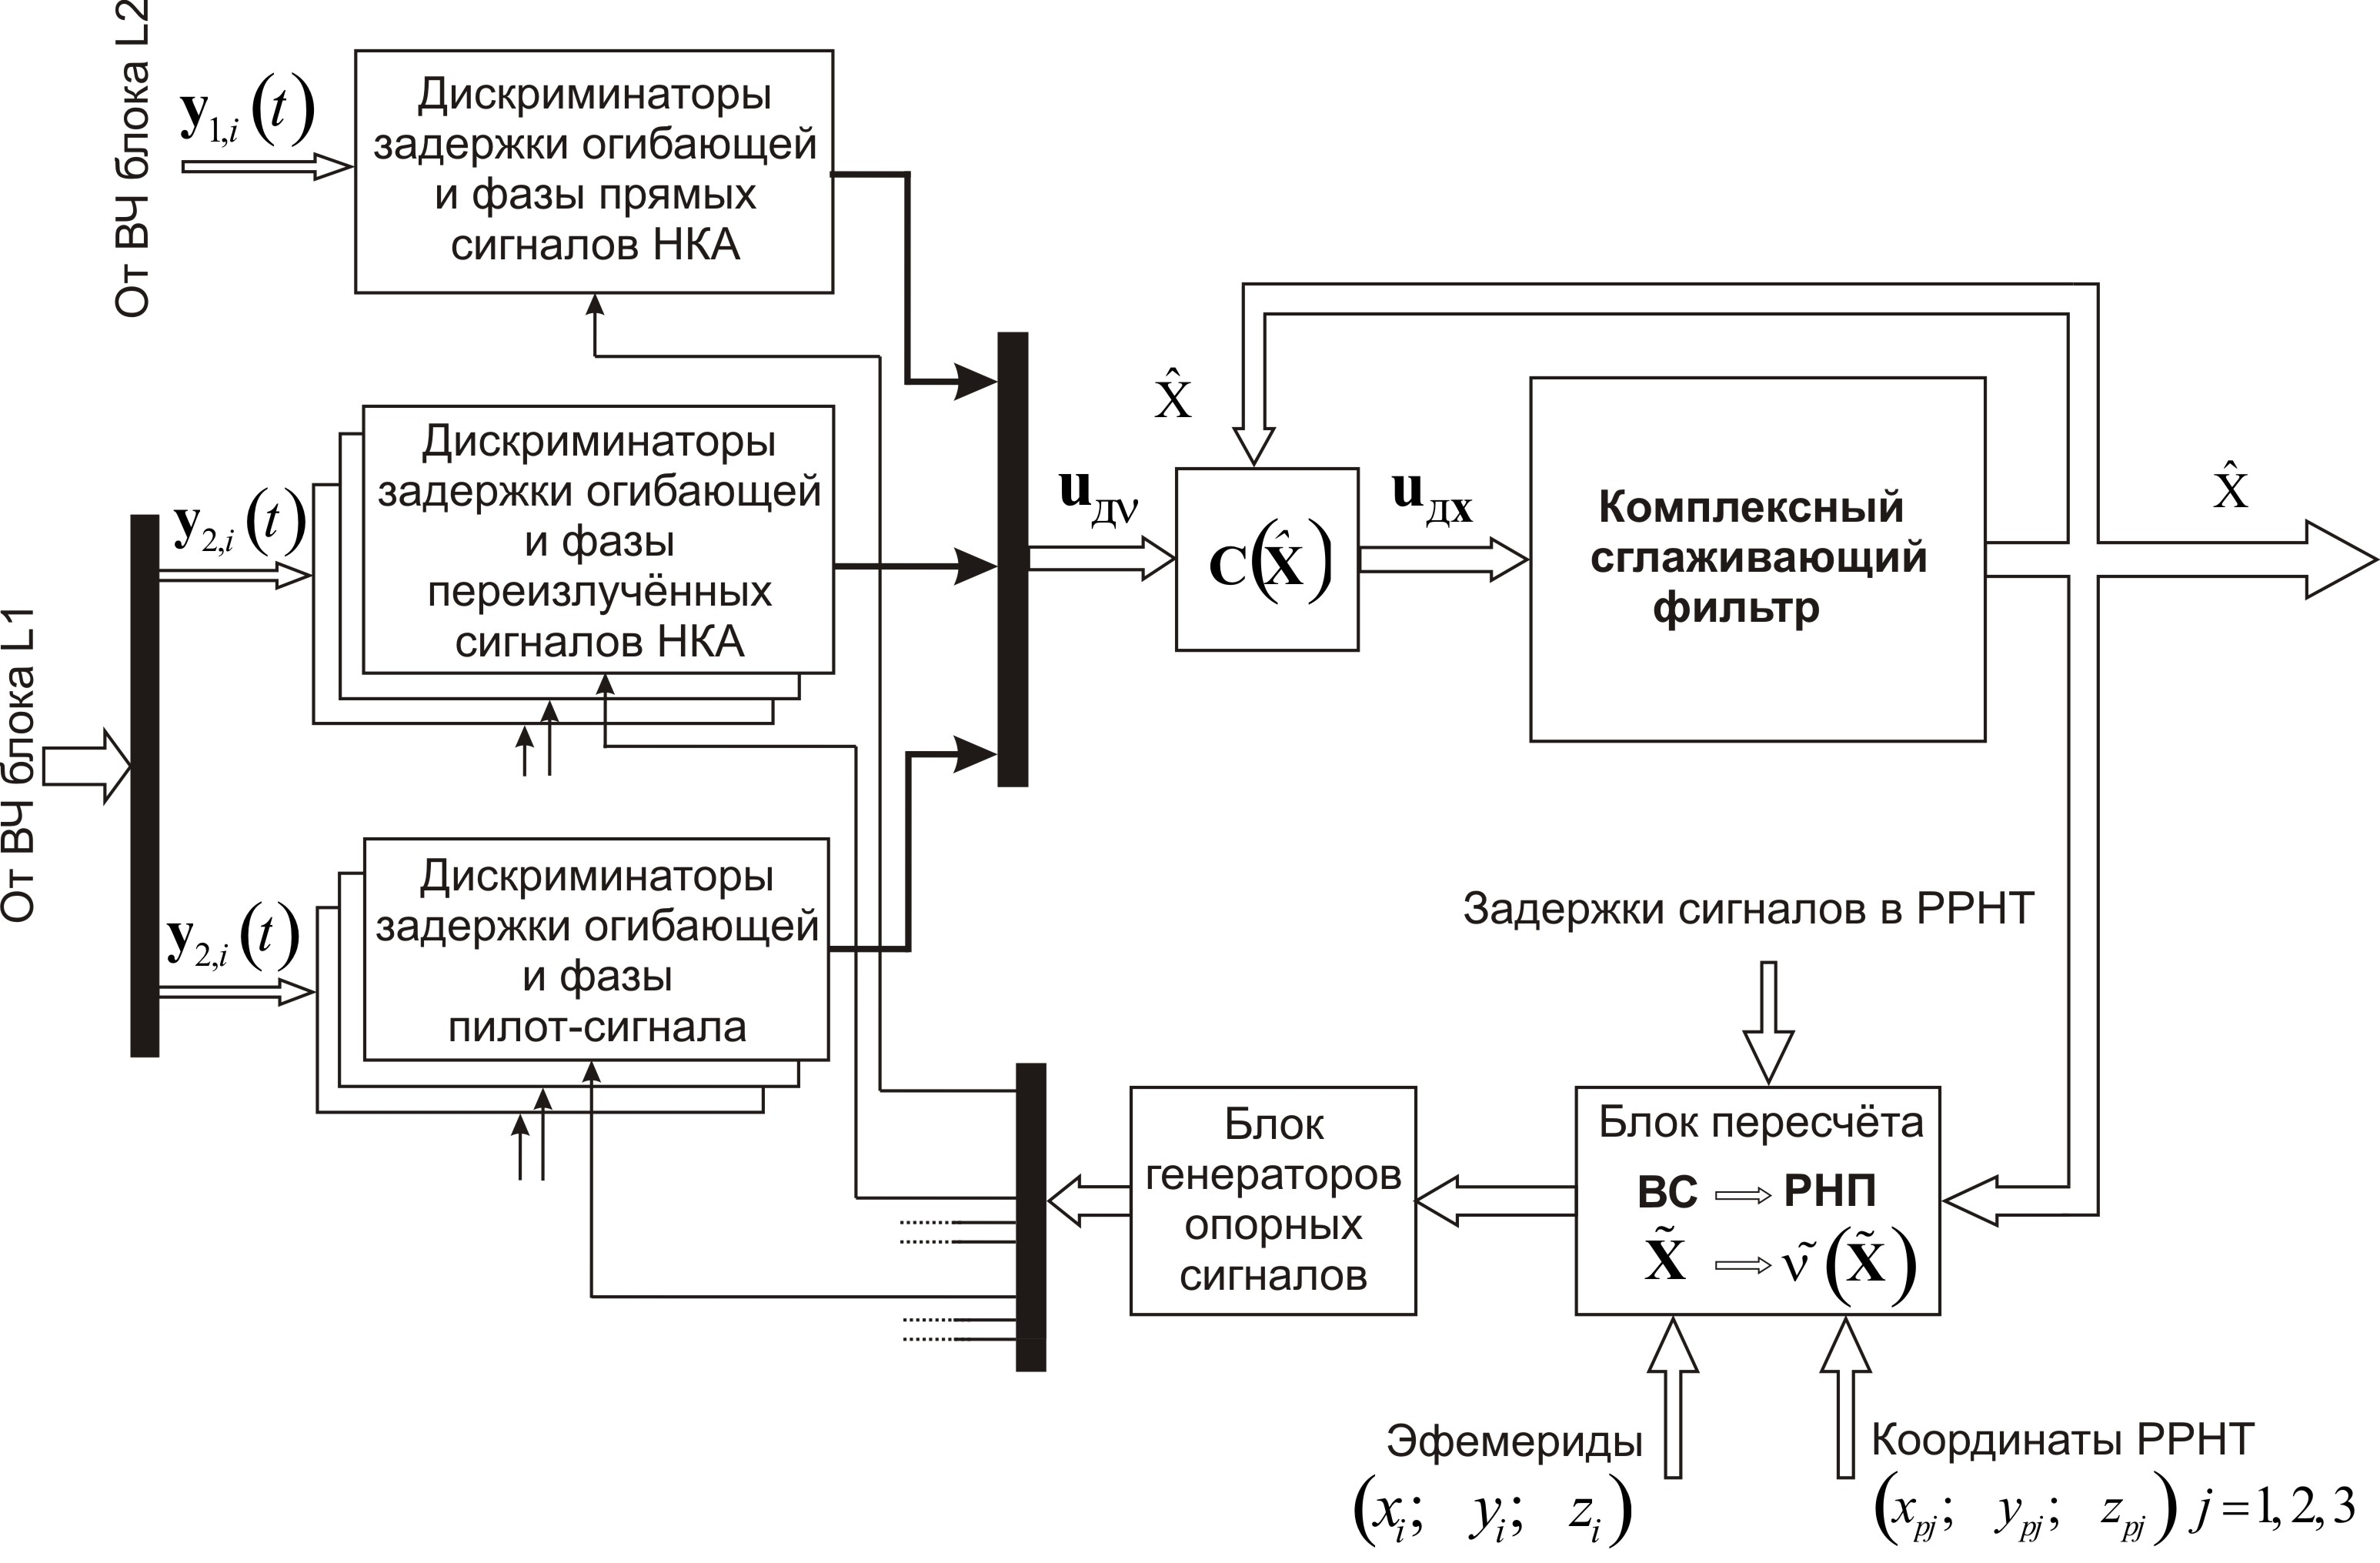 От ВЧ блока L2
y1,i (t)
Дискриминаторы
задержки огибающей
и фазы прямых
сигналов НКА
От ВЧ блока L1
y2,i (t)
Дискриминаторы
задержки огибающей
и фазы
переизлучённых
сигналов НКА
y2,i (t)
Дискриминаторы
задержки огибающей
и фазы
пилот-сигнала
uдν
X̂
C(X̂)
uдх
Комплексный
сглаживающий
фильтр
X̂
Задержки сигналов в РРНТ
Блок
генераторов
опорных
сигналов
Блок пересчёта
ВС ⇒ РНП
X̃ ⇒ ν̃ (X̃)
Эфемериды
(xi; yi; zi)
Координаты РРНТ
(xpj; ypj; zpj) j = 1, 2, 3